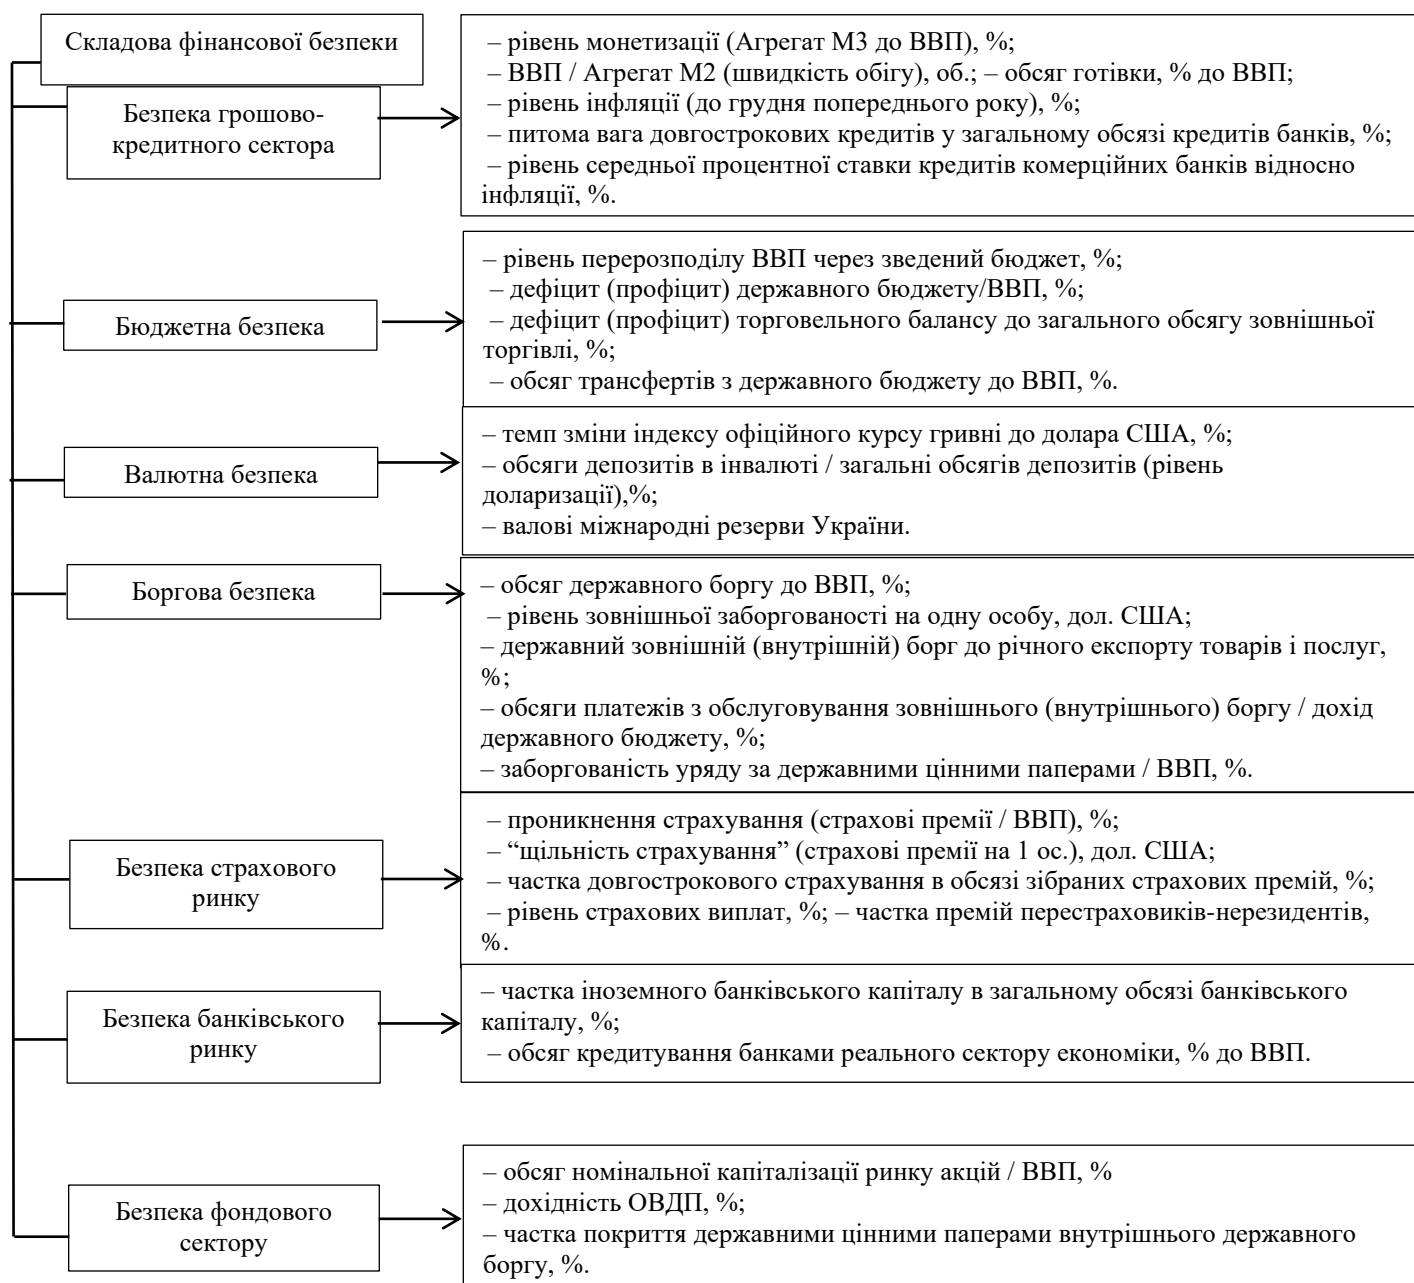 Складова фінансової безпеки
Безпека грошово-
кредитного сектора
– рівень монетизації (Агрегат М3 до ВВП), %;
– ВВП / Агрегат М2 (швидкість обігу), об.; – обсяг готівки, % до ВВП;
– рівень інфляції (до грудня попереднього року), %;
– питома вага довгострокових кредитів у загальному обсязі кредитів банків, %;
– рівень середньої процентної ставки кредитів комерційних банків відносно
інфляції, %.
Бюджетна безпека
– рівень перерозподілу ВВП через зведений бюджет, %;
– дефіцит (профіцит) державного бюджету/ВВП, %;
– дефіцит (профіцит) торговельного балансу до загального обсягу зовнішньої
торгівлі, %;
– обсяг трансфертів з державного бюджету до ВВП, %.
Валютна безпека
– темп зміни індексу офіційного курсу гривні до долара США, %;
– обсяги депозитів в інвалюті / загальні обсягів депозитів (рівень
доларизації),%;
– валові міжнародні резерви України.
Боргова безпека
– обсяг державного боргу до ВВП, %;
– рівень зовнішньої заборгованості на одну особу, дол. США;
– державний зовнішній (внутрішній) борг до річного експорту товарів і послуг,
%;
– обсяги платежів з обслуговування зовнішнього (внутрішнього) боргу / дохід
державного бюджету, %;
– заборгованість уряду за державними цінними паперами / ВВП, %.
Безпека страхового
ринку
– проникнення страхування (страхові премії / ВВП), %;
– “щільність страхування” (страхові премії на 1 ос.), дол. США;
– частка довгострокового страхування в обсязі зібраних страхових премій, %;
– рівень страхових виплат, %; – частка премій перестраховиків-нерезидентів,
%.
Безпека банківського
ринку
– частка іноземного банківського капіталу в загальному обсязі банківського
капіталу, %;
– обсяг кредитування банками реального сектору економіки, % до ВВП.
Безпека фондового
сектору
– обсяг номінальної капіталізації ринку акцій / ВВП, %
– дохідність ОВДП, %;
– частка покриття державними цінними паперами внутрішнього державного
боргу, %.